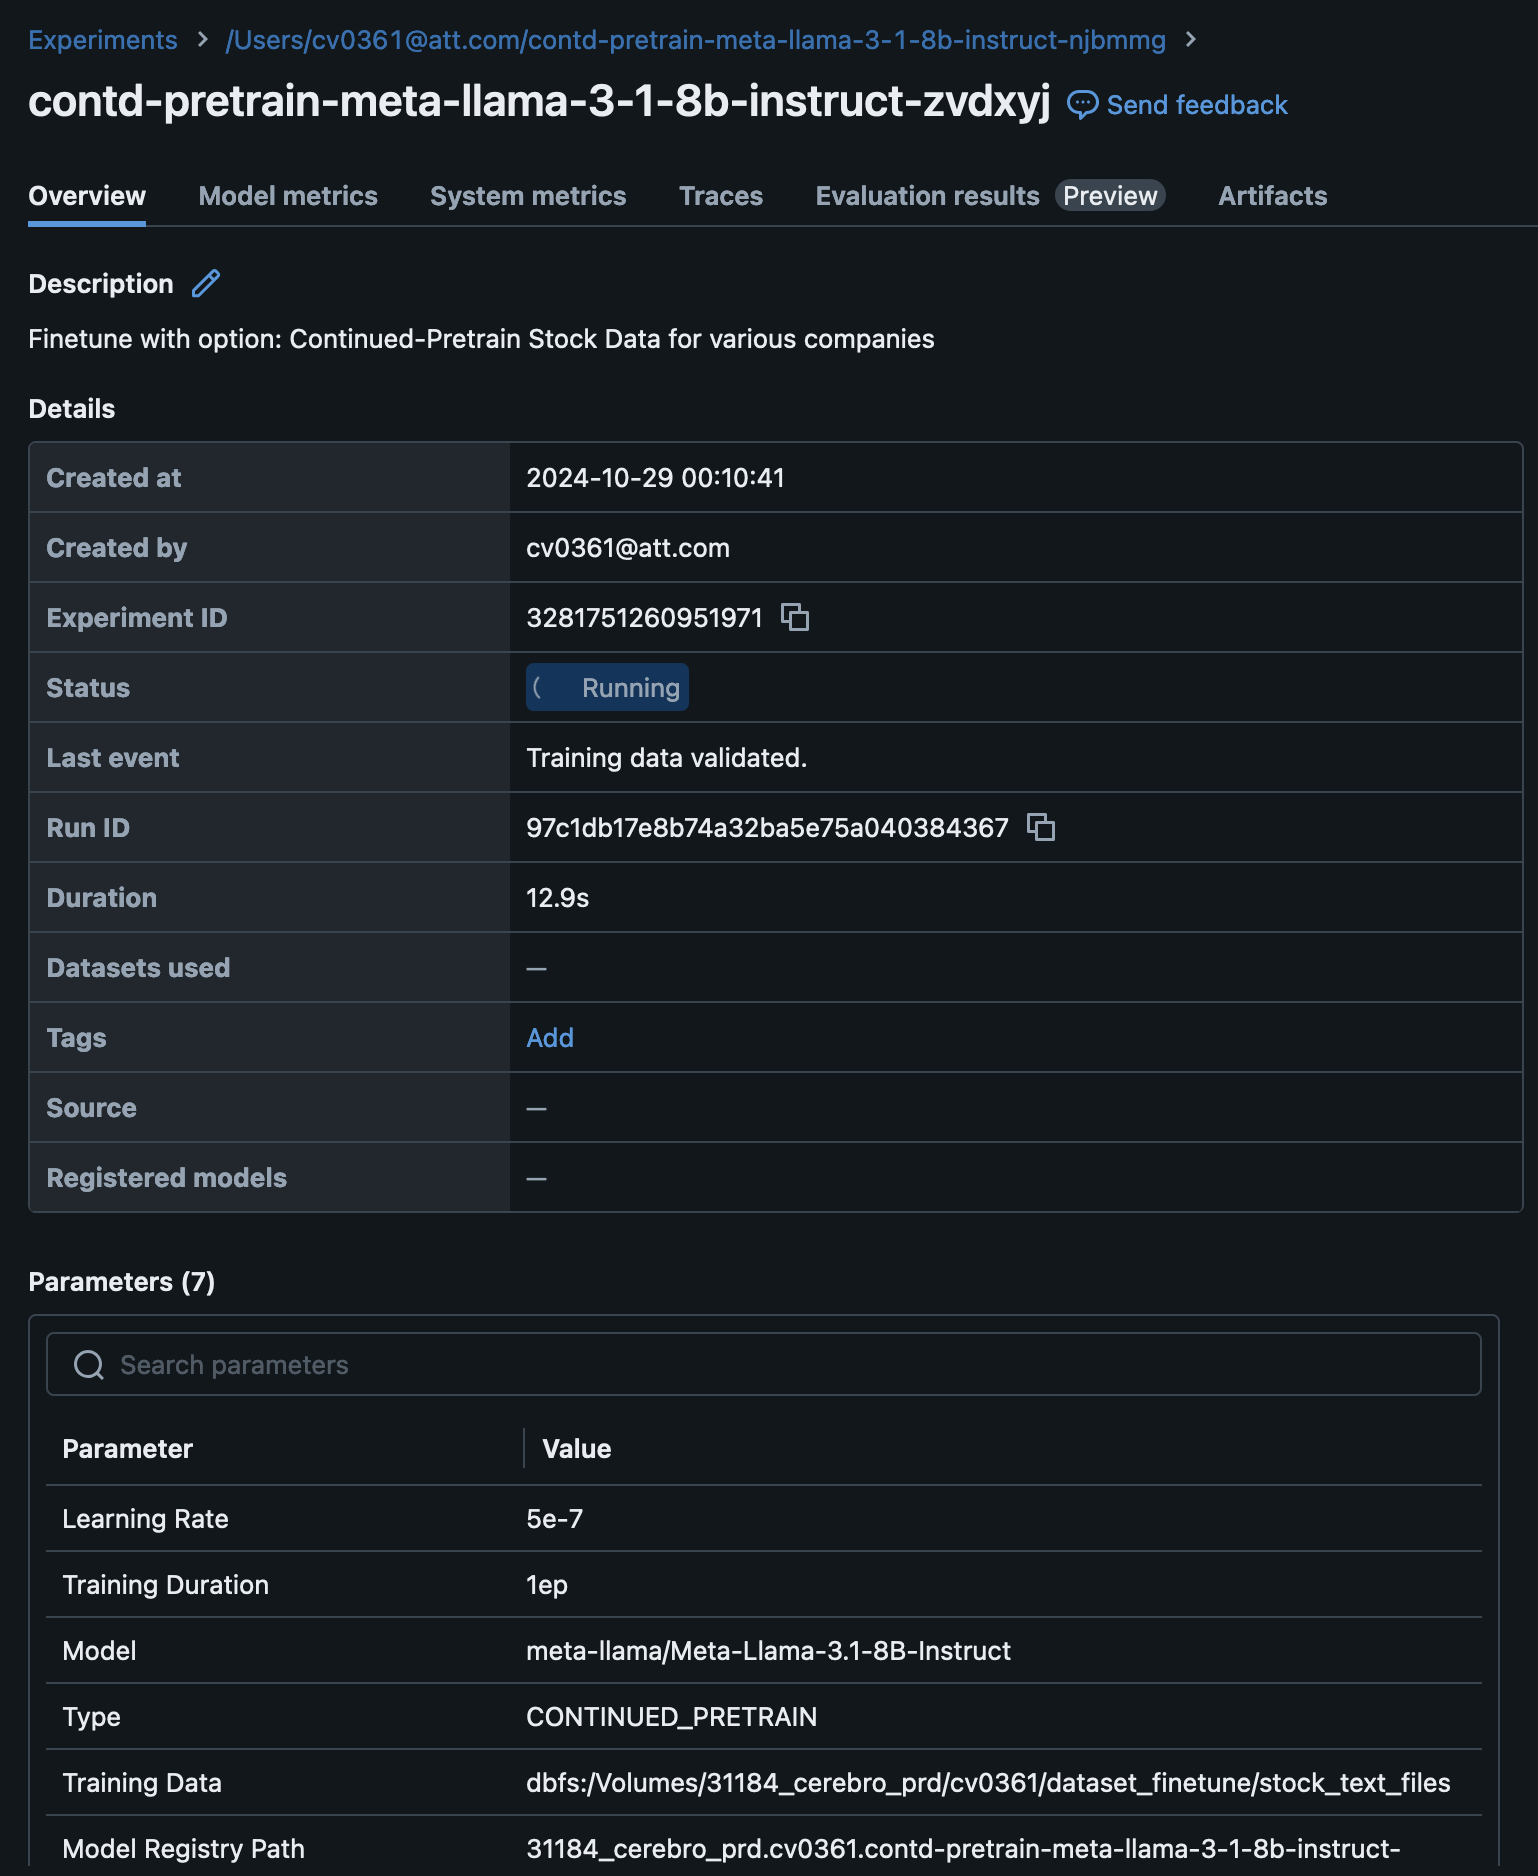 Experiments > /Users/cv0361@att.com/contd-pretrain-meta-llama-3-1-8b-instruct-njbmmg >
contd-pretrain-meta-llama-3-1-8b-instruct-zvdxyj Send feedback
Overview Model metrics System metrics Traces Evaluation results Preview Artifacts
Description
Finetune with option: Continued-Pretrain Stock Data for various companies
Details
Created at 2024-10-29 00:10:41
Created by cv0361@att.com
Experiment ID 3281751260951971
Status Running
Last event Training data validated.
Run ID 97c1db17e8b74a32ba5e75a040384367
Duration 12.9s
Datasets used —
Tags Add
Source —
Registered models —
Parameters (7)
Search parameters
Parameter Value
Learning Rate 5e-7
Training Duration 1ep
Model meta-llama/Meta-Llama-3.1-8B-Instruct
Type CONTINUED_PRETRAIN
Training Data dbfs:/Volumes/31184_cerebro_prd/cv0361/dataset_finetune/stock_text_files
Model Registry Path 31184_cerebro_prd.cv0361.contd-pretrain-meta-llama-3-1-8b-instruct-